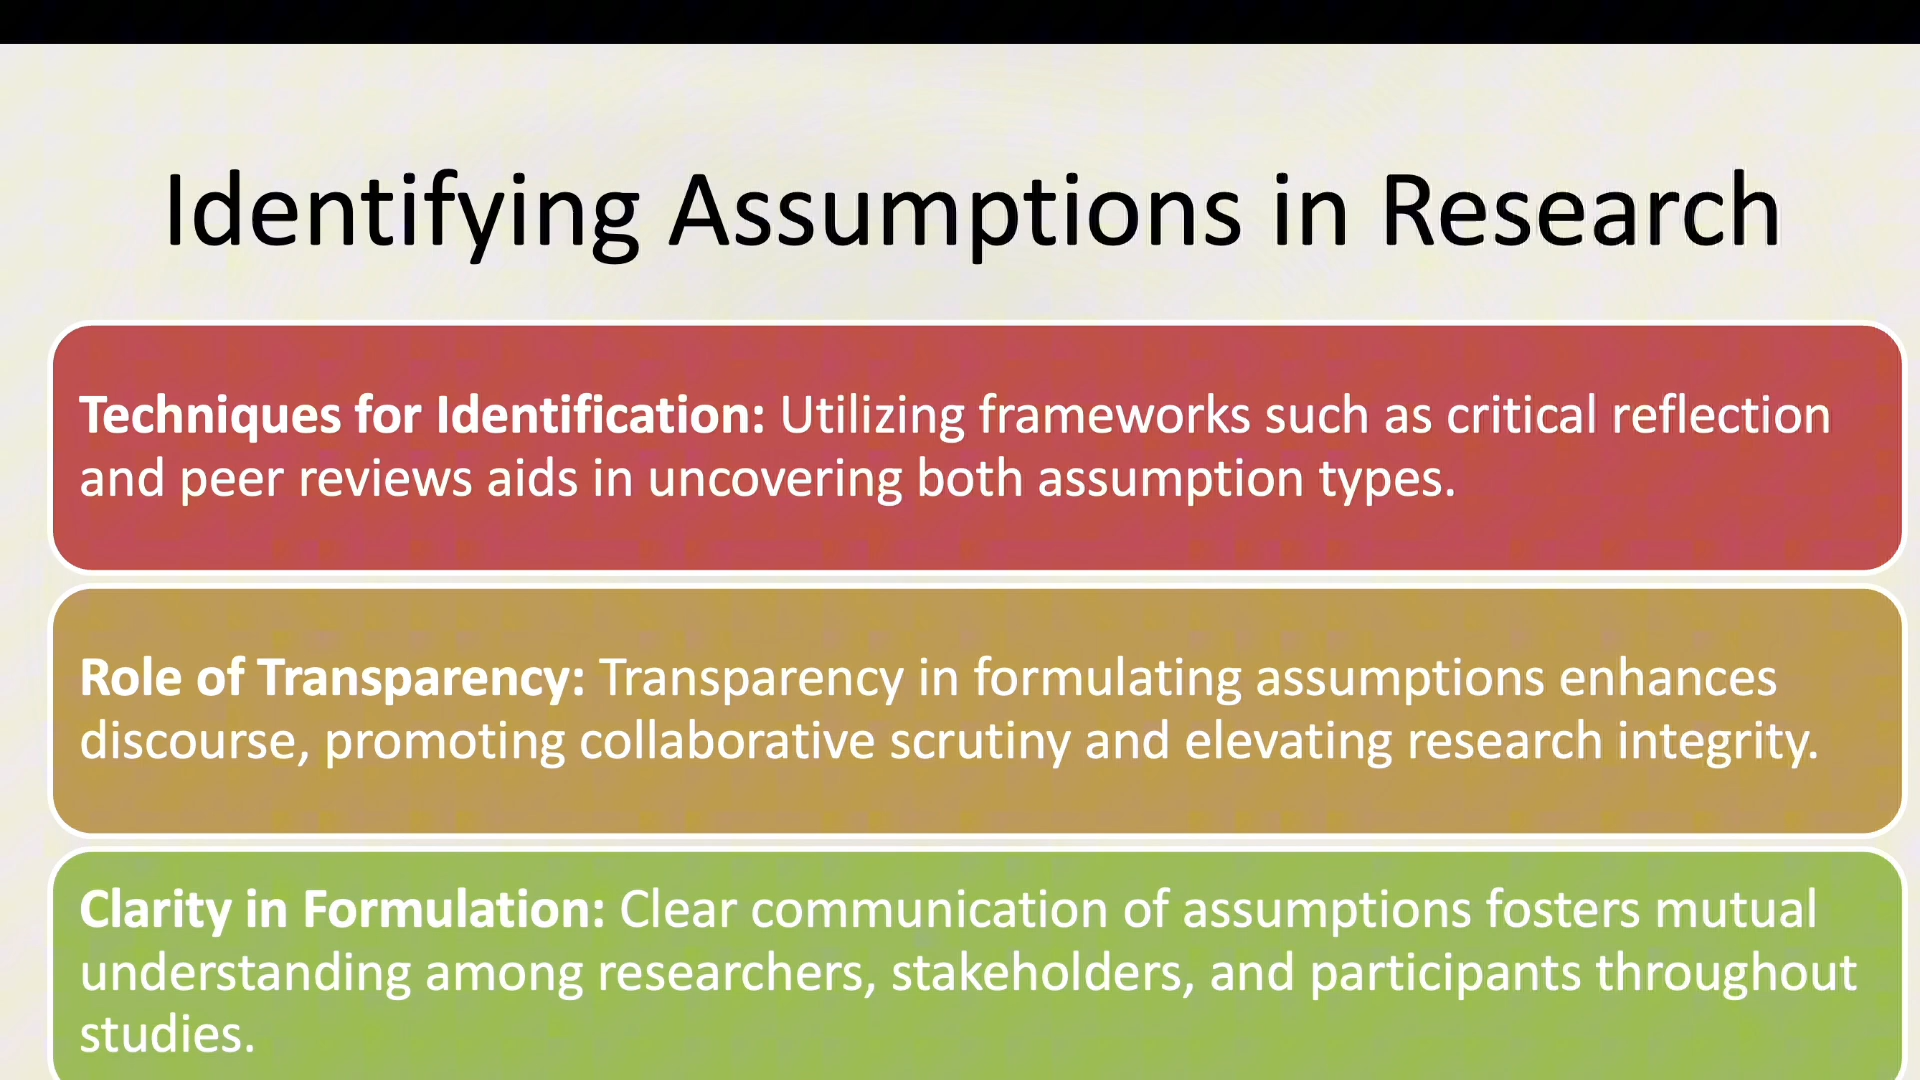 Identifying Assumptions in Research
Techniques for Identification: Utilizing frameworks such as critical reflection
and peer reviews aids in uncovering both assumption types.
Role of Transparency: Transparency in formulating assumptions enhances
discourse, promoting collaborative scrutiny and elevating research integrity.
Clarity in Formulation: Clear communication of assumptions fosters mutual
understanding among researchers, stakeholders, and participants throughout
studies.